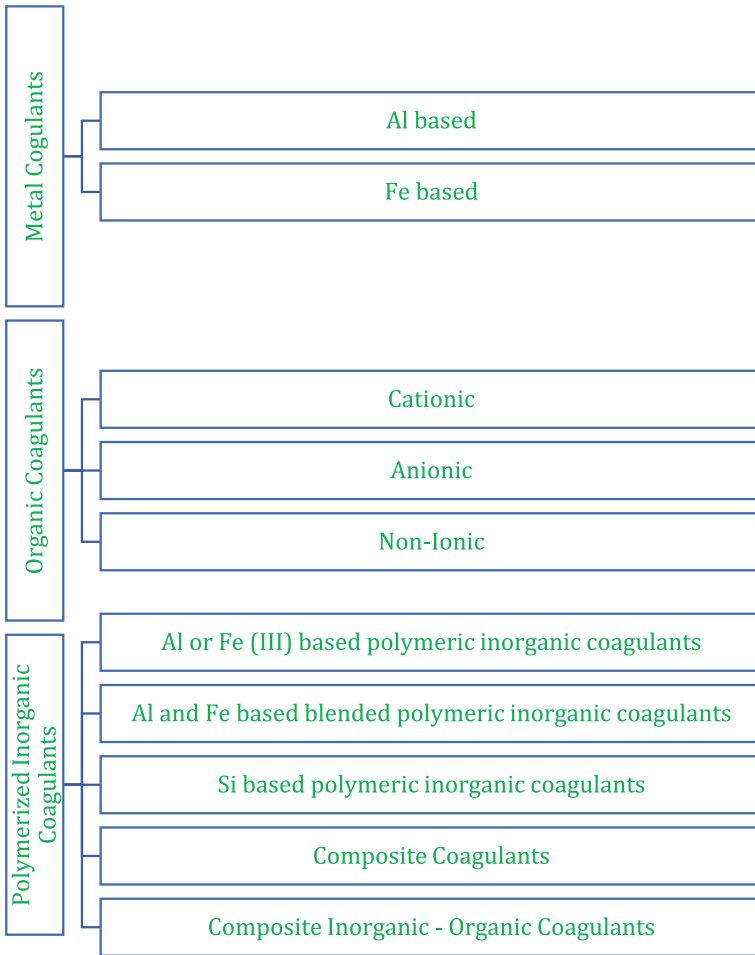 Metal Cogulants
Al based
Fe based
Organic Coagulants
Cationic
Anionic
Non-Ionic
Polymerized Inorganic
Coagulants
Al or Fe (III) based polymeric inorganic coagulants
Al and Fe based blended polymeric inorganic coagulants
Si based polymeric inorganic coagulants
Composite Coagulants
Composite Inorganic - Organic Coagulants